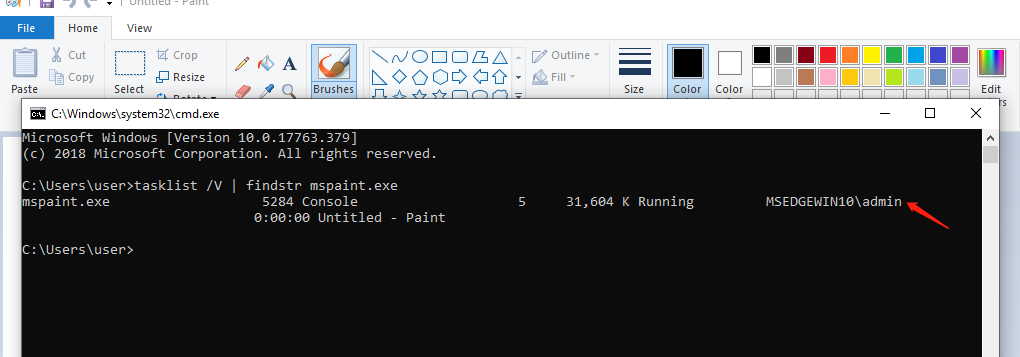 Untitled - Paint
File Home View
Cut
Copy
Paste
Crop
Resize
Rotate
Select
A
Brushes
Outline
Fill
Size
Color
Color
Edit
C:\Windows\system32\cmd.exe
Microsoft Windows [Version 10.0.17763.379]
(c) 2018 Microsoft Corporation. All rights reserved.
C:\Users\user>tasklist /V | findstr mspaint.exe
mspaint.exe 5284 Console 5 31,604 K Running MSEDGEWIN10\admin
0:00:00 Untitled - Paint
C:\Users\user>